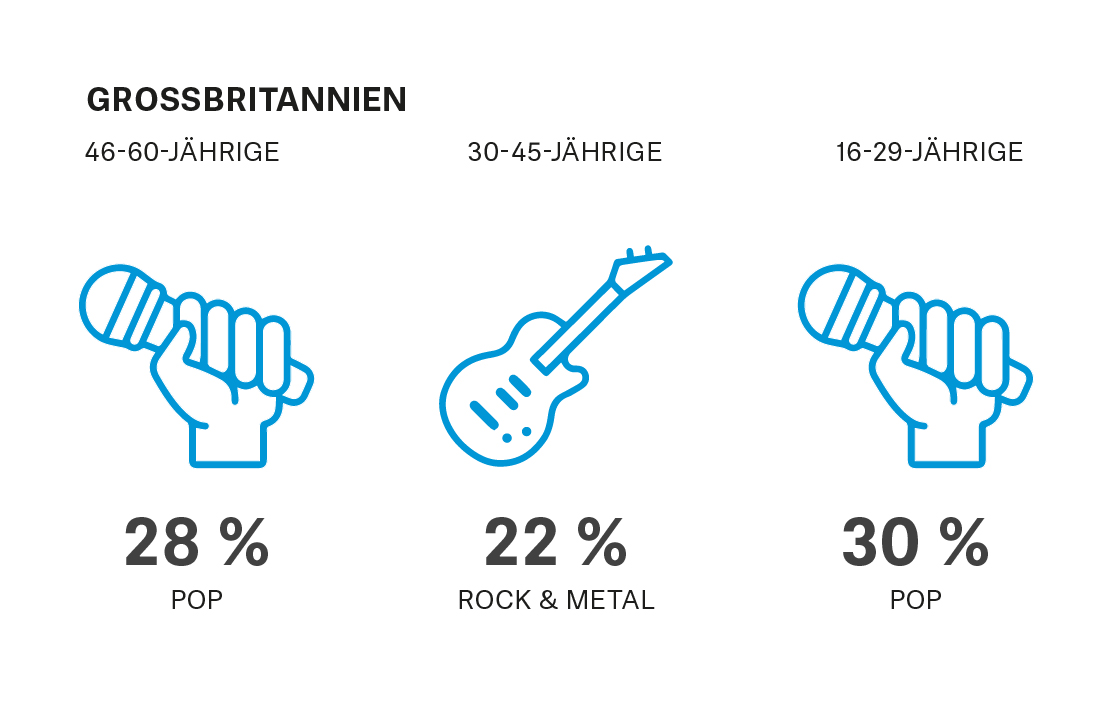 GROSSBRITANNIEN
46-60-JÄHRIGE
30-45-JÄHRIGE
16-29-JÄHRIGE
28 %
22 %
30 %
POP
ROCK & METAL
POP